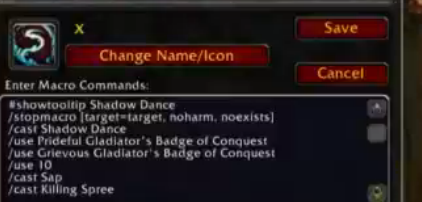 x
Save
Change Name/Icon
Cancel
Enter Macro Commands:
#showtooltip Shadow Dance
/stopmacro [target=target, noharm, noexists]
/cast Shadow Dance
/use Prideful Gladiator's Badge of Conquest
/use Grievous Gladiator's Badge of Conquest
/use 10
/cast Sap
/cast Killing Spree